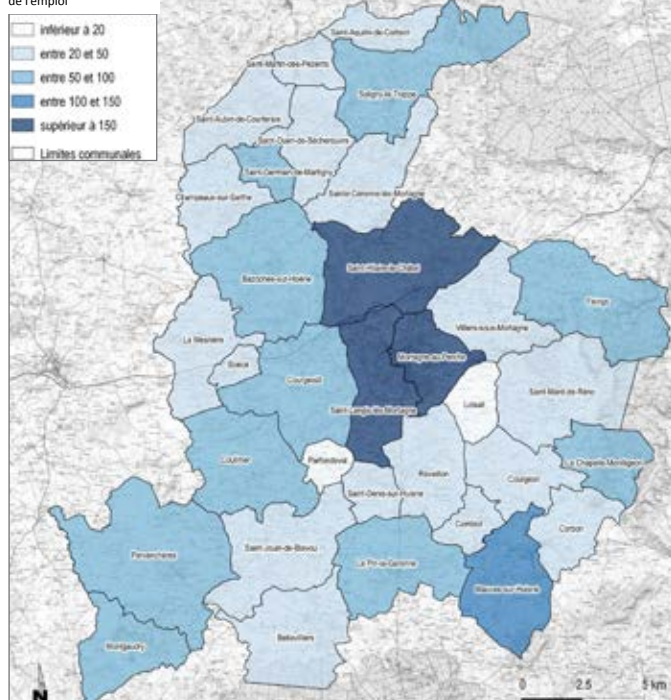 de l'emploi
inférieur à 20
entre 20 et 50
entre 50 et 100
entre 100 et 150
supérieur à 150
Limites communales
Saint-Aquilin-de-Corbion
Saint-Martin-des-Pézerits
Soligny-la-Trappe
Saint-Aubin-de-Courteraie
Saint-Ouen-de-Sècherouvre
Saint-Germain-de-Martigny
Champeaux-sur-Sarthe
Sainte-Céronne-lès-Mortagne
Saint-Hilaire-le-Châtel
Bazoches-sur-Hoëne
Feings
Villiers-sous-Mortagne
La Mesnière
Mortagne-au-Perche
Boëcé
Courgeoût
Saint-Mard-de-Réno
Loisail
Saint-Langis-lès-Mortagne
Loutimer
Parfondeval
Réveillon
Courgeon
La Chapelle-Montligeon
Saint-Denis-sur-Huisne
Comblot
Corbon
Pervenchères
Saint-Jouin-de-Blavou
Le Pin-la-Garenne
Mauves-sur-Huisne
Montgaudry
Bellavilliers
N
0 2.5 5 km